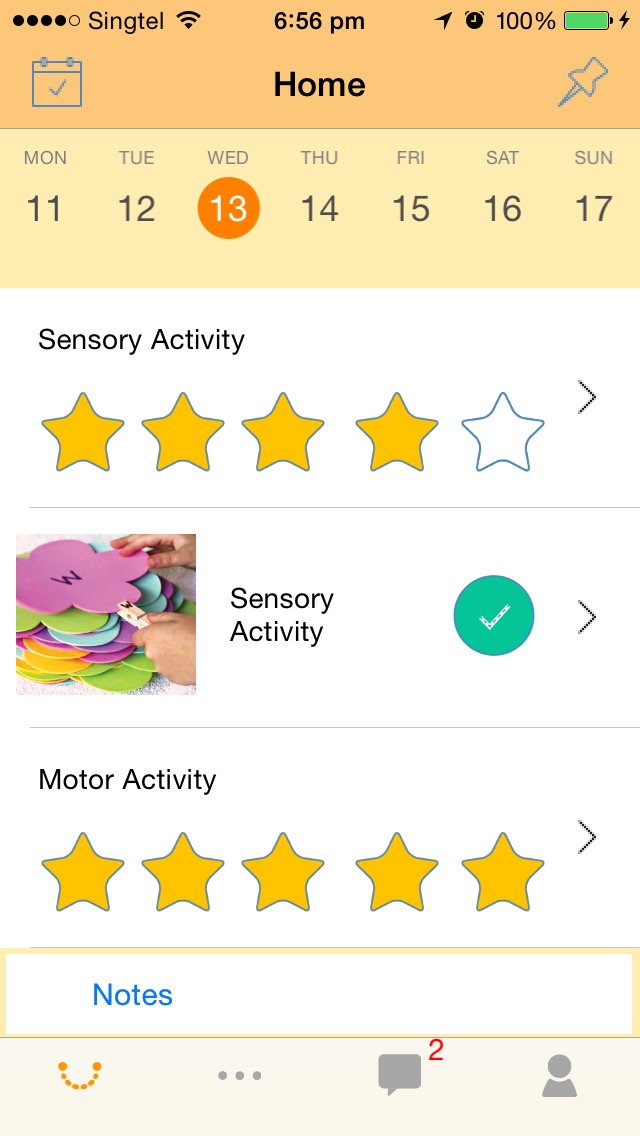 Singtel 6:56 pm 100%
Home
MON TUE WED THU FRI SAT SUN
11 12 13 14 15 16 17
Sensory Activity
W
Sensory
Activity
Motor Activity
Notes
2